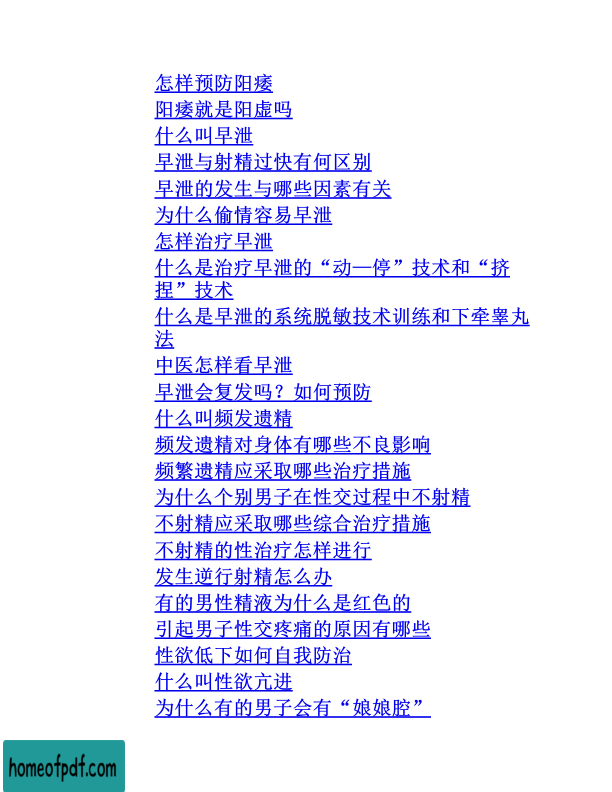 怎样预防阳痿
阳痿就是阳虚吗
什么叫早泄
早泄与射精过快有何区别
早泄的发生与哪些因素有关
为什么偷情容易早泄
怎样治疗早泄
什么是治疗早泄的“动—停”技术和“挤
捏”技术
什么是早泄的系统脱敏技术训练和下牵睾丸
法
中医怎样看早泄
早泄会复发吗？如何预防
什么叫频发遗精
频发遗精对身体有哪些不良影响
频繁遗精应采取哪些治疗措施
为什么个别男子在性交过程中不射精
不射精应采取哪些综合治疗措施
不射精的性治疗怎样进行
发生逆行射精怎么办
有的男性精液为什么是红色的
引起男子性交疼痛的原因有哪些
性欲低下如何自我防治
什么叫性欲亢进
为什么有的男子会有“娘娘腔”
homeofpdf.com